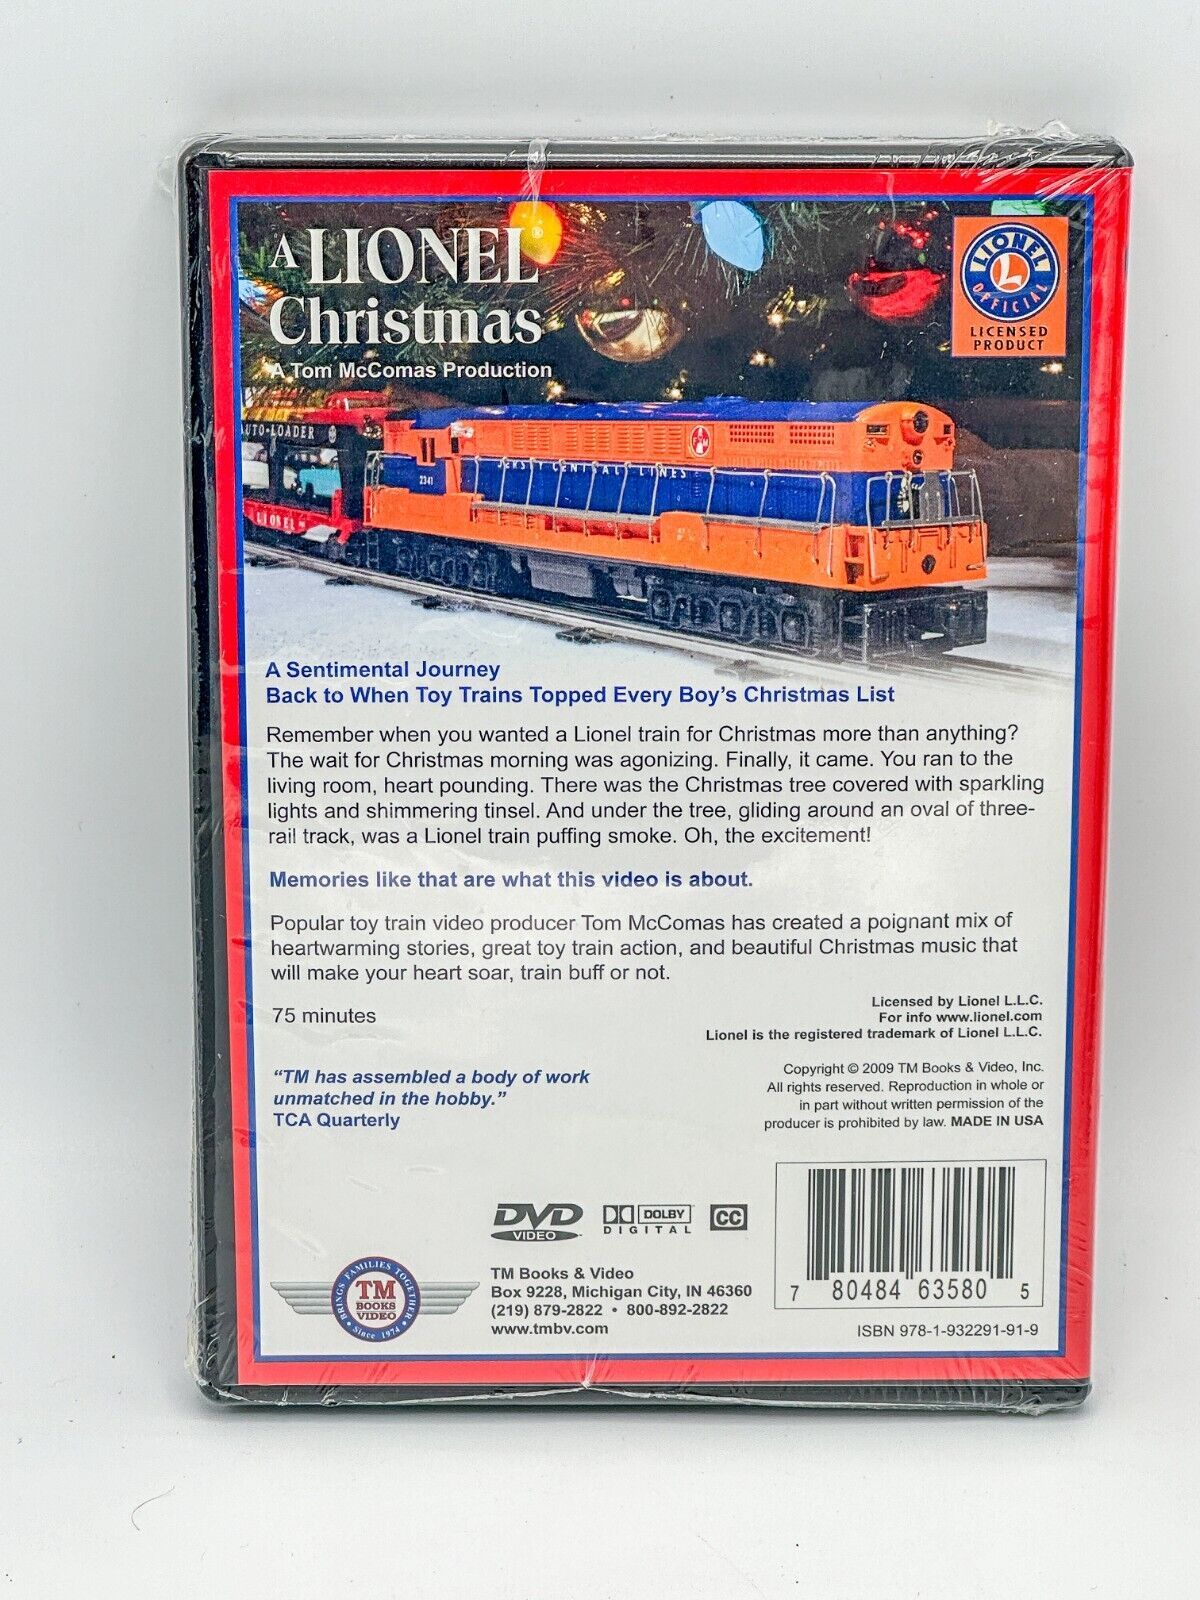 A LIONEL®
Christmas
A Tom McComas Production
LIONEL
OFFICIAL
L
LICENSED
PRODUCT
AUTO-LOADER
LIONEL
2341
JERSEY CENTRAL LINES
A Sentimental Journey
Back to When Toy Trains Topped Every Boy's Christmas List
Remember when you wanted a Lionel train for Christmas more than anything?
The wait for Christmas morning was agonizing. Finally, it came. You ran to the
living room, heart pounding. There was the Christmas tree covered with sparkling
lights and shimmering tinsel. And under the tree, gliding around an oval of three-
rail track, was a Lionel train puffing smoke. Oh, the excitement!
Memories like that are what this video is about.
Popular toy train video producer Tom McComas has created a poignant mix of
heartwarming stories, great toy train action, and beautiful Christmas music that
will make your heart soar, train buff or not.
75 minutes
Licensed by Lionel L.L.C.
For info www.lionel.com
Lionel is the registered trademark of Lionel L.L.C.
"TM has assembled a body of work
unmatched in the hobby."
TCA Quarterly
Copyright © 2009 TM Books & Video, Inc.
All rights reserved. Reproduction in whole or
in part without written permission of the
producer is prohibited by law. MADE IN USA
DVD
VIDEO
DOLBY
DIGITAL
CC
BRINGS FAMILIES TOGETHER
TM
BOOKS
VIDEO
Since 1974
TM Books & Video
Box 9228, Michigan City, IN 46360
(219) 879-2822 • 800-892-2822
www.tmbv.com
7 80484 63580 5
ISBN 978-1-932291-91-9